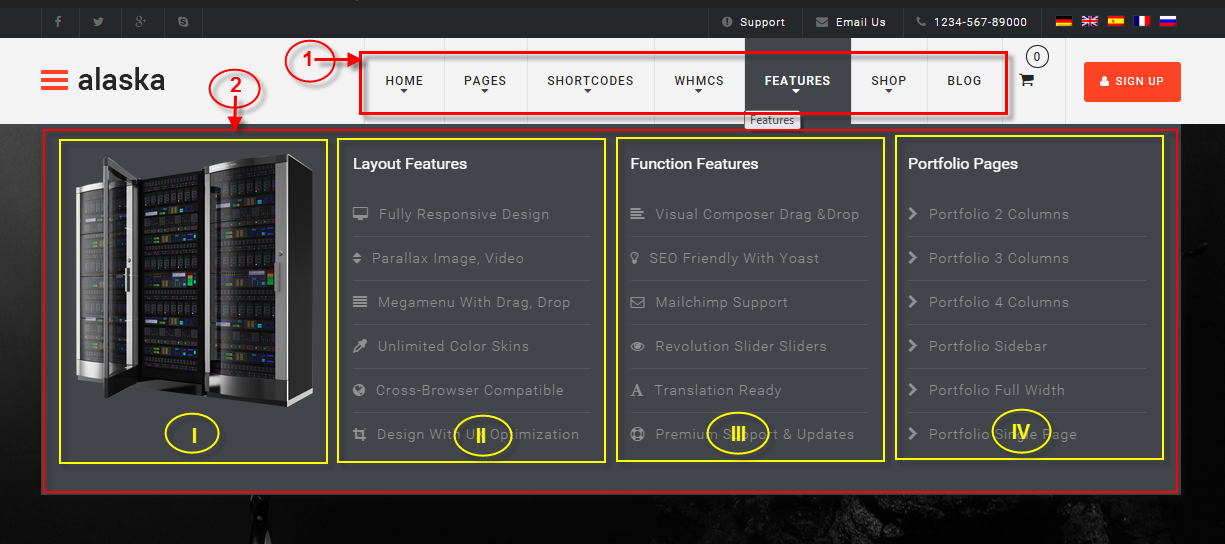 Support
Email Us
1234-567-89000
1
0
alaska
2
HOME
PAGES
SHORTCODES
WHMCS
FEATURES
SHOP
BLOG
SIGN UP
Features
Layout Features
Fully Responsive Design
Parallax Image, Video
Megamenu With Drag, Drop
Unlimited Color Skins
Cross-Browser Compatible
Design With UI Optimization
Function Features
Visual Composer Drag &Drop
SEO Friendly With Yoast
Mailchimp Support
Revolution Slider Sliders
Translation Ready
Premium Support & Updates
Portfolio Pages
Portfolio 2 Columns
Portfolio 3 Columns
Portfolio 4 Columns
Portfolio Sidebar
Portfolio Full Width
Portfolio Single Page
I
II
III
IV